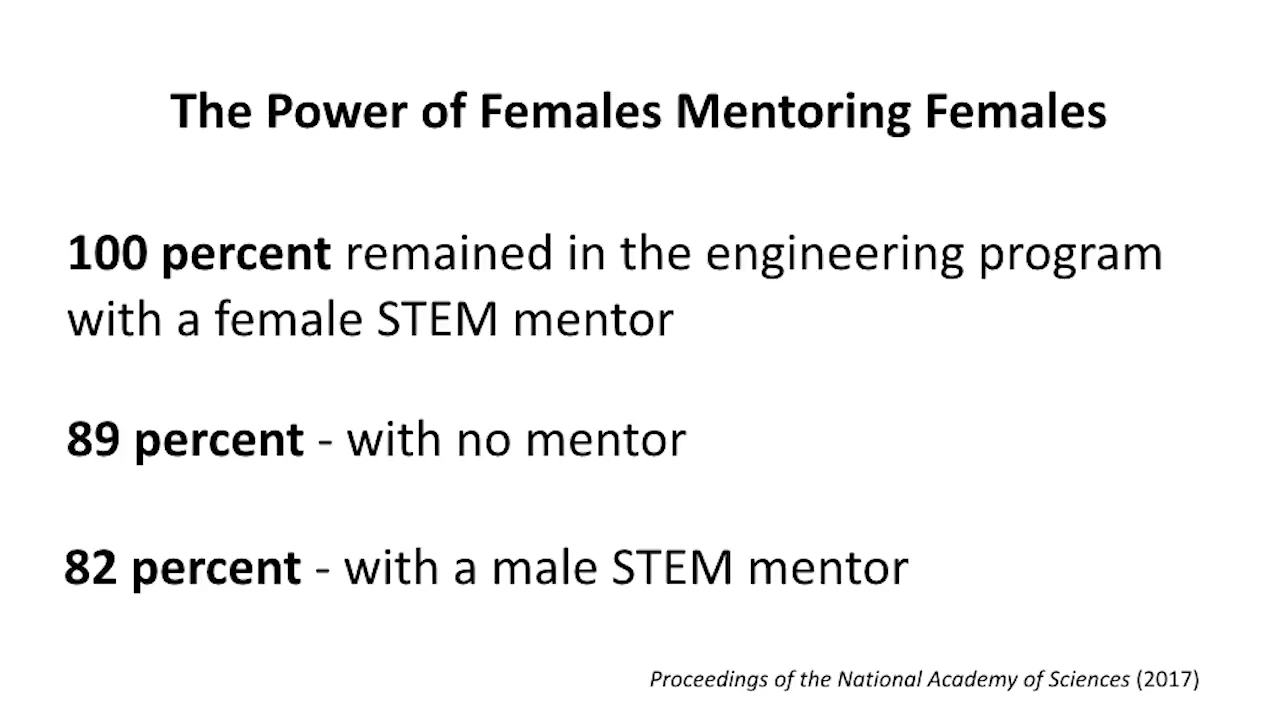 The Power of Females Mentoring Females
100 percent remained in the engineering program
with a female STEM mentor
89 percent - with no mentor
82 percent - with a male STEM mentor
Proceedings of the National Academy of Sciences (2017)